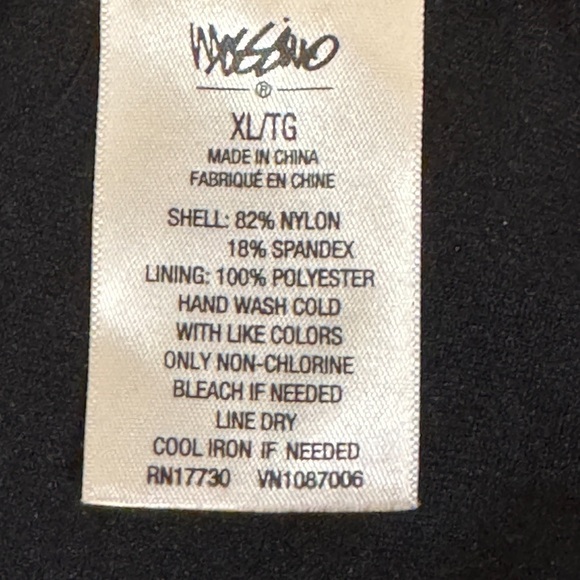 Mossimo
®
XL/TG
MADE IN CHINA
FABRIQUÉ EN CHINE
SHELL: 82% NYLON
18% SPANDEX
LINING: 100% POLYESTER
HAND WASH COLD
WITH LIKE COLORS
ONLY NON-CHLORINE
BLEACH IF NEEDED
LINE DRY
COOL IRON IF NEEDED
RN17730 VN1087006